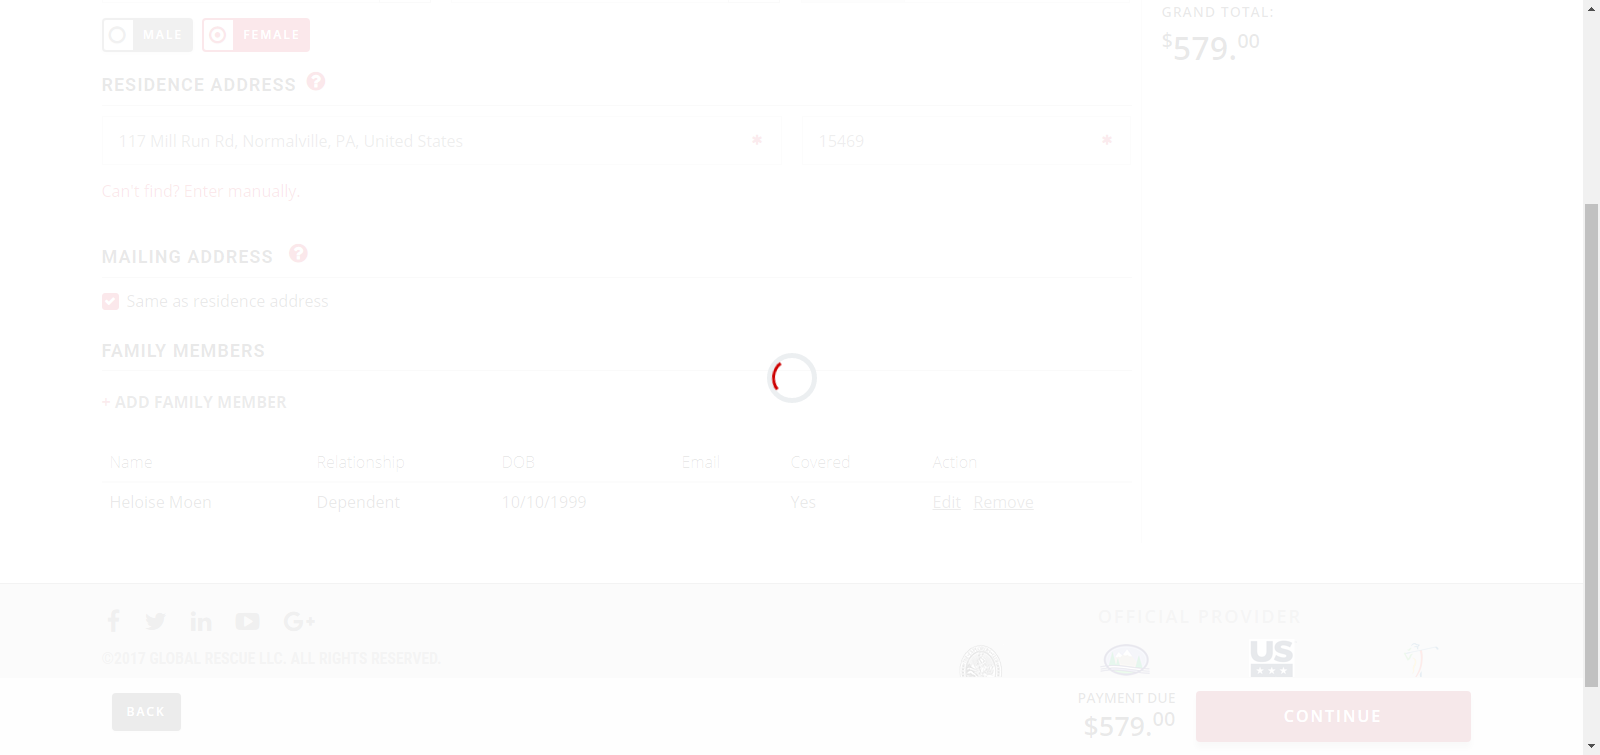 MALE
FEMALE
GRAND TOTAL:
$579.00
RESIDENCE ADDRESS ?
117 Mill Run Rd, Normalville, PA, United States * 15469 *
Can't find? Enter manually.
MAILING ADDRESS ?
Same as residence address
FAMILY MEMBERS
+ ADD FAMILY MEMBER
Name Relationship DOB Email Covered Action
Heloise Moen Dependent 10/10/1999 Yes Edit Remove
OFFICIAL PROVIDER
©2017 GLOBAL RESCUE LLC. ALL RIGHTS RESERVED.
US
BACK
PAYMENT DUE
$579.00
CONTINUE